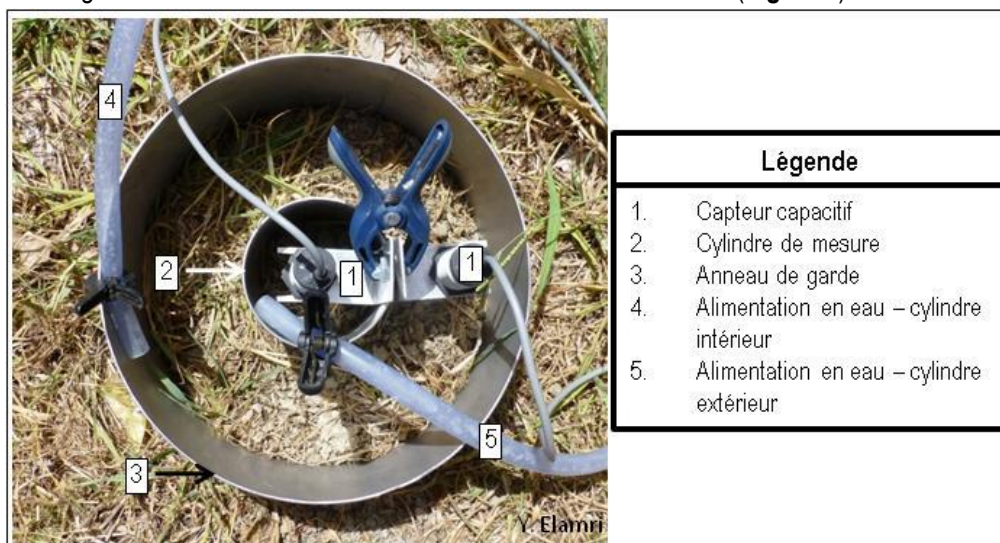 4
2
1
1
5
3
Y. Elamri
Légende
1. Capteur capacitif
2. Cylindre de mesure
3. Anneau de garde
4. Alimentation en eau – cylindre
intérieur
5. Alimentation en eau – cylindre
extérieur